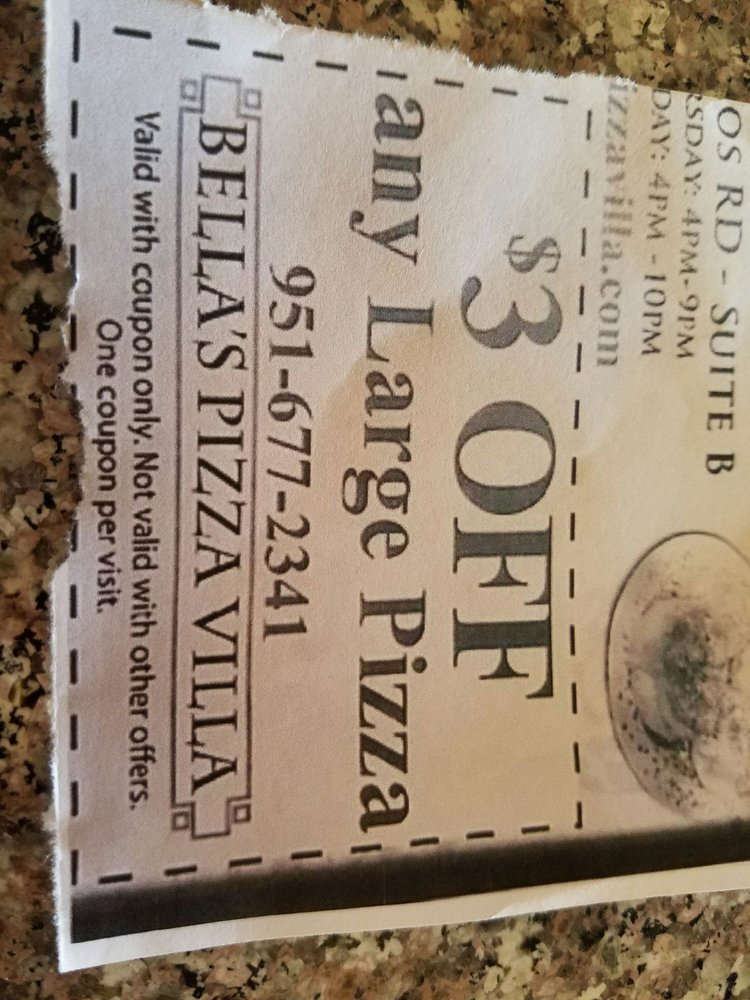 OS RD - SUITE B
RSDAY: 4PM-9PM
DAY: 4PM - 10PM
izzavilla.com
$3 OFF
any Large Pizza
951-677-2341
BELLA'S PIZZA VILLA
Valid with coupon only. Not valid with other offers.
One coupon per visit.